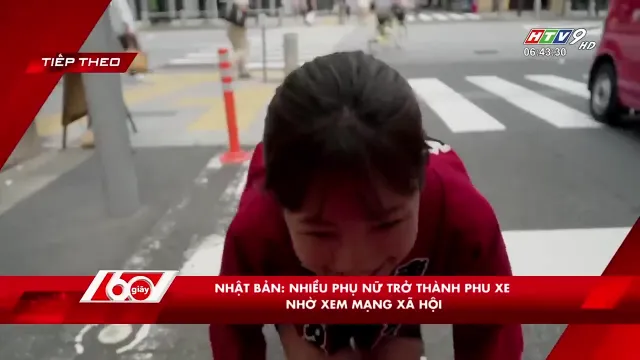 TIẾP THEO
HTV9 HD
06:43:30
60 giây
NHẬT BẢN: NHIỀU PHỤ NỮ TRỞ THÀNH PHU XE
NHỜ XEM MẠNG XÃ HỘI